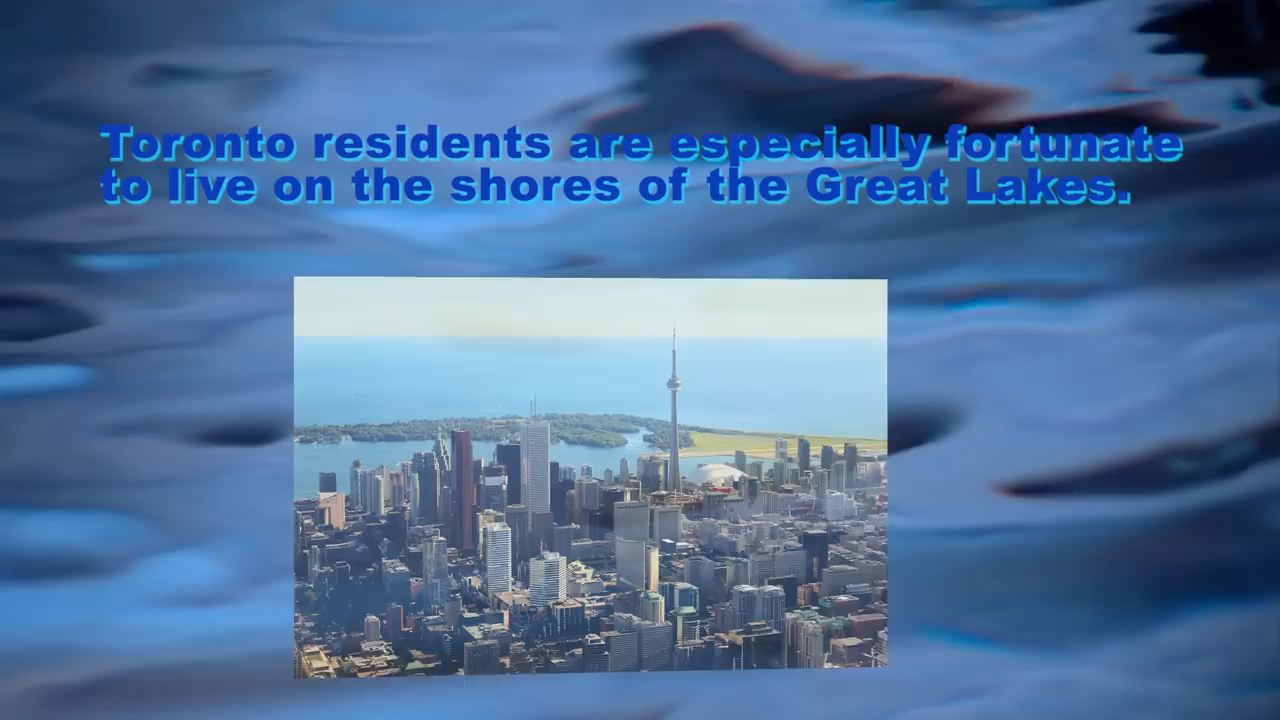 Toronto residents are especially fortunate
to live on the shores of the Great Lakes.